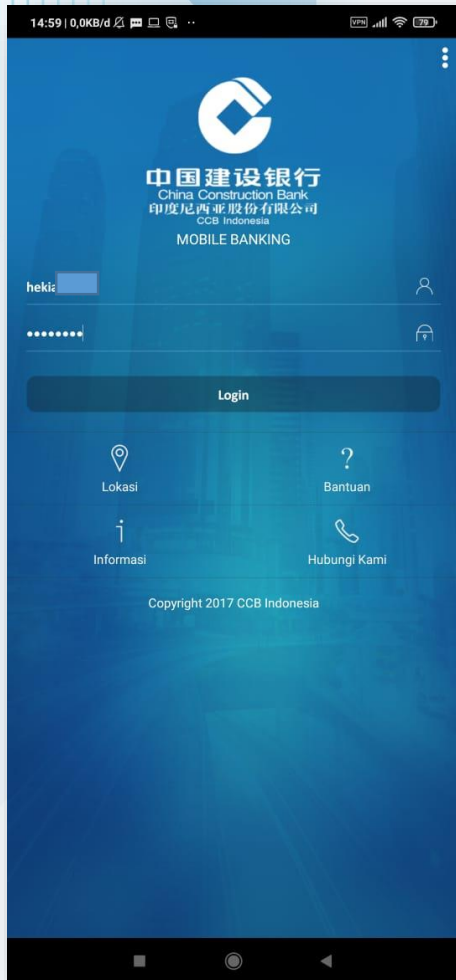 14:59 | 0,0KB/d
VPN
79
中国建设银行
China Construction Bank
印度尼西亚股份有限公司
CCB Indonesia
MOBILE BANKING
hekia
••••••••
Login
Lokasi
?
Bantuan
i
Informasi
Hubungi Kami
Copyright 2017 CCB Indonesia